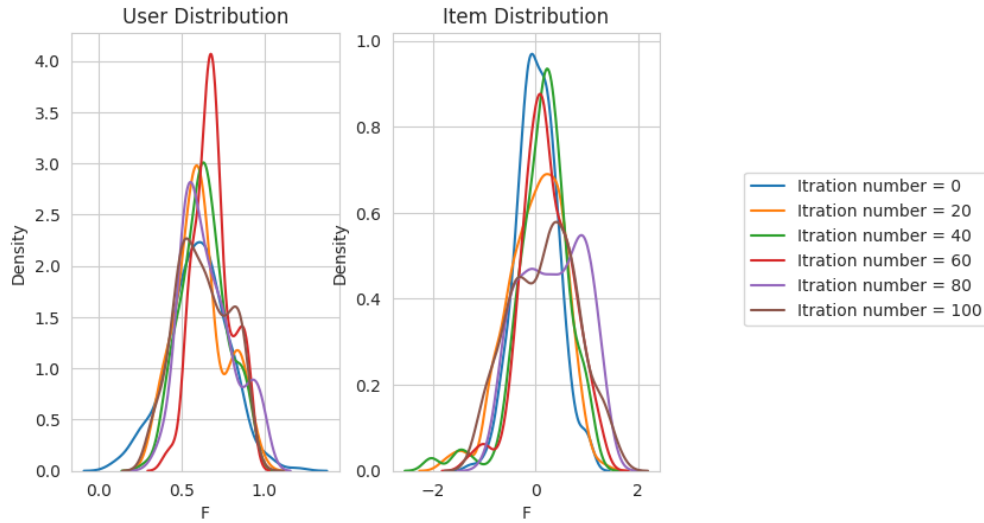 User Distribution
Item Distribution
4.0
3.5
3.0
2.5
2.0
1.5
1.0
0.5
0.0
Density
0.0
0.5
1.0
F
1.0
0.8
0.6
0.4
0.2
0.0
Density
−2
0
2
F
Itration number = 0
Itration number = 20
Itration number = 40
Itration number = 60
Itration number = 80
Itration number = 100